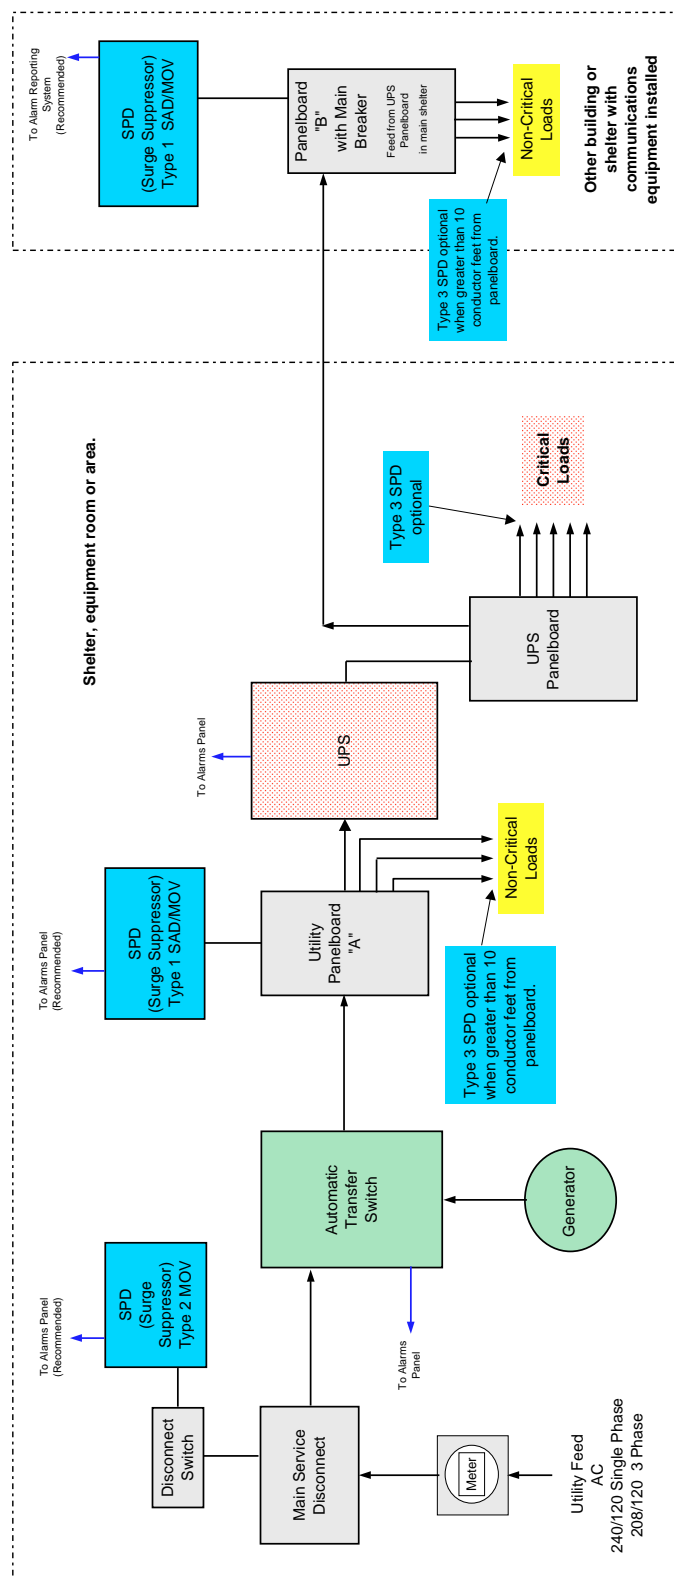 Utility Feed
AC
240/120 Single Phase
208/120  3 Phase
Meter
Main Service
Disconnect
Disconnect
Switch
SPD
(Surge
Suppressor)
Type 2 MOV
To Alarms Panel
(Recommended)
Automatic
Transfer
Switch
To Alarms
Panel
Generator
SPD
(Surge Suppressor)
Type 1 SAD/MOV
To Alarms Panel
(Recommended)
Utility
Panelboard
"A"
Type 3 SPD optional
when greater than 10
conductor feet from
panelboard.
Non-Critical
Loads
Shelter, equipment room or area.
To Alarms Panel
UPS
UPS
Panelboard
Type 3 SPD
optional
Critical
Loads
To Alarm Reporting
System
(Recommended)
SPD
(Surge Suppressor)
Type 1  SAD/MOV
Panelboard
"B"
with Main
Breaker
Feed from UPS
Panelboard
in main shelter
Type 3 SPD optional
when greater than 10
conductor feet from
panelboard.
Non-Critical
Loads
Other building or
shelter with
communications
equipment installed